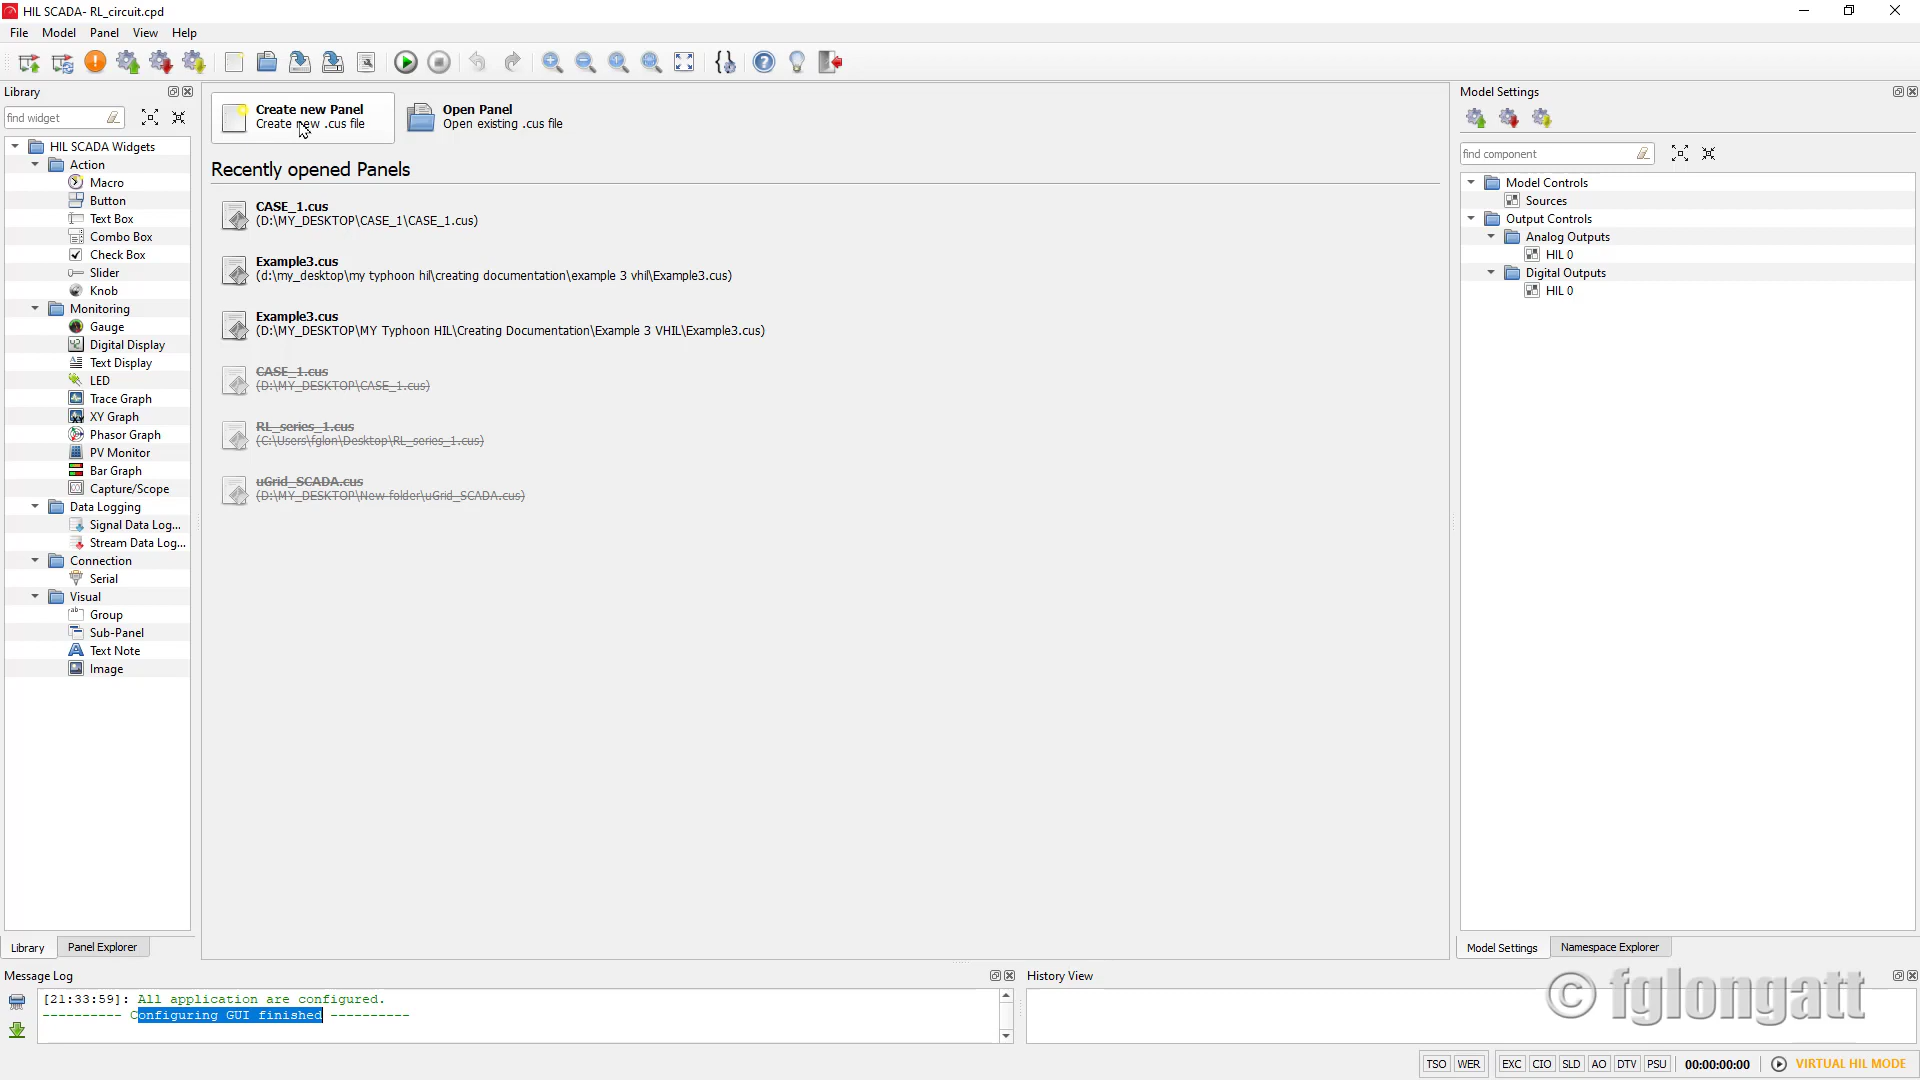 HIL SCADA- RL_circuit.cpd
File Model Panel View Help
Library
find widget
HIL SCADA Widgets
Action
Macro
Button
Text Box
Combo Box
Check Box
Slider
Knob
Monitoring
Gauge
Digital Display
Text Display
LED
Trace Graph
XY Graph
Phasor Graph
PV Monitor
Bar Graph
Capture/Scope
Data Logging
Signal Data Log...
Stream Data Log...
Connection
Serial
Visual
Group
Sub-Panel
Text Note
Image
Library Panel Explorer
Create new Panel
Create new .cus file
Open Panel
Open existing .cus file
Recently opened Panels
CASE_1.cus
(D:\MY_DESKTOP\CASE_1\CASE_1.cus)
Example3.cus
(d:\my_desktop\my typhoon hil\creating documentation\example 3 vhil\Example3.cus)
Example3.cus
(D:\MY_DESKTOP\MY Typhoon HIL\Creating Documentation\Example 3 VHIL\Example3.cus)
CASE_1.cus
(D:\MY_DESKTOP\CASE_1.cus)
RL_series_1.cus
(C:\Users\fglon\Desktop\RL_series_1.cus)
uGrid_SCADA.cus
(D:\MY_DESKTOP\New folder\uGrid_SCADA.cus)
Model Settings
find component
Model Controls
Sources
Output Controls
Analog Outputs
HIL 0
Digital Outputs
HIL 0
Model Settings Namespace Explorer
Message Log
[21:33:59]: All application are configured.
---------- Configuring GUI finished ----------
History View
© fglongatt
TSO WER EXC CIO SLD AO DTV PSU 00:00:00:00 VIRTUAL HIL MODE